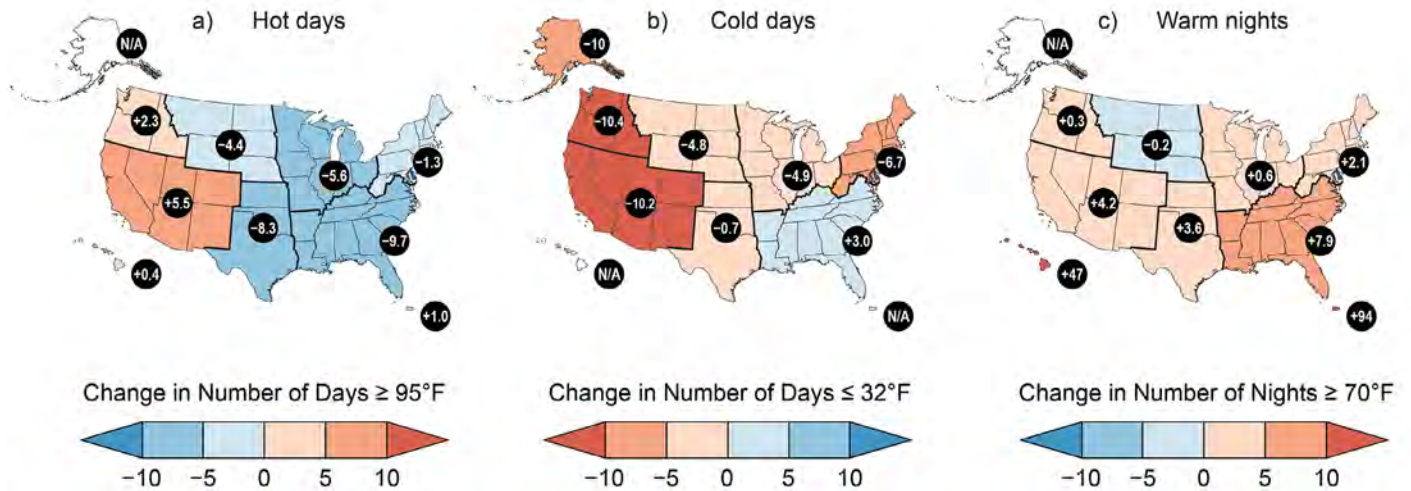 a) Hot days
N/A
+2.3
−4.4
−1.3
−5.6
+5.5
−8.3
−9.7
+0.4
+1.0
Change in Number of Days ≥ 95°F
−10 −5 0 5 10
b) Cold days
−10
−10.4
−4.8
−6.7
−4.9
−10.2
−0.7
+3.0
N/A
N/A
Change in Number of Days ≤ 32°F
−10 −5 0 5 10
c) Warm nights
N/A
+0.3
−0.2
+2.1
+0.6
+4.2
+3.6
+7.9
+47
+94
Change in Number of Nights ≥ 70°F
−10 −5 0 5 10